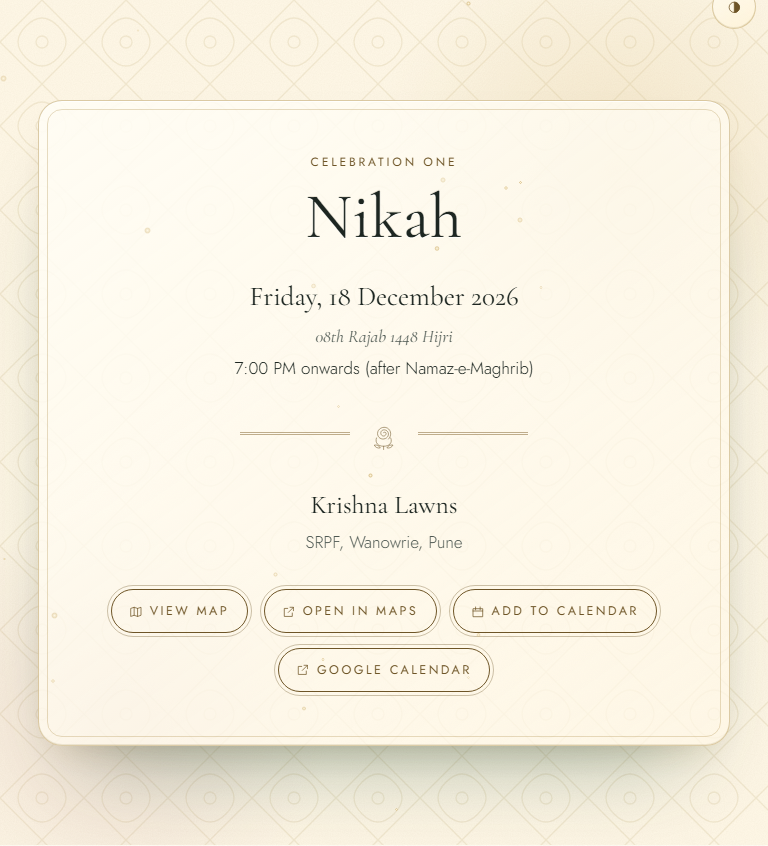 CELEBRATION ONE
Nikah
Friday, 18 December 2026
08th Rajab 1448 Hijri
7:00 PM onwards (after Namaz-e-Maghrib)
Krishna Lawns
SRPF, Wanowrie, Pune
VIEW MAP
OPEN IN MAPS
ADD TO CALENDAR
GOOGLE CALENDAR